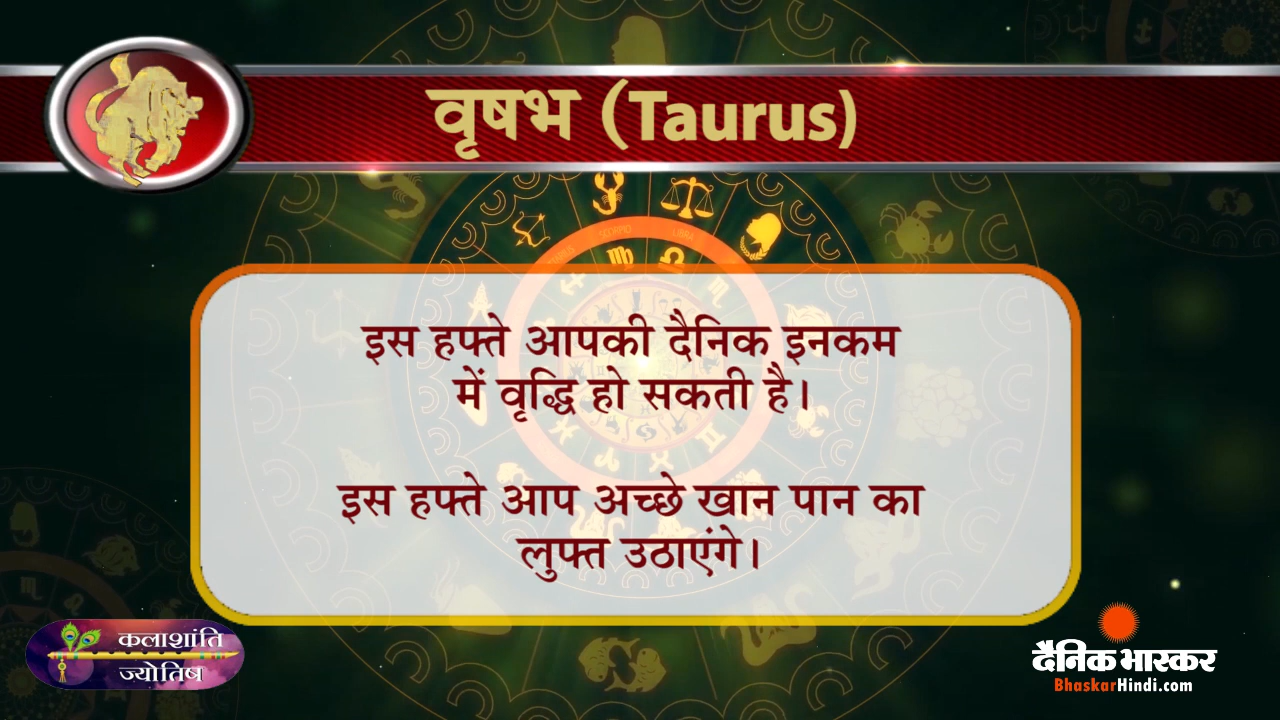 वृषभ (Taurus)
इस हफ्ते आपकी दैनिक इनकम
में वृद्धि हो सकती है।
इस हफ्ते आप अच्छे खान पान का
लुफ्त उठाएंगे।
कलाशांति
ज्योतिष
दैनिक भास्कर
BhaskarHindi.com